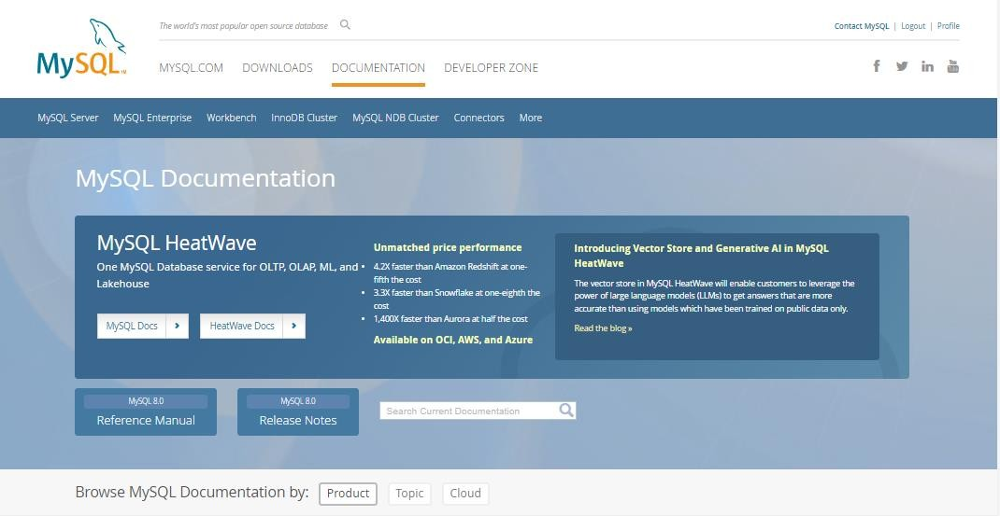 The world's most popular open source database
Contact MySQL | Logout | Profile
MySQL
MYSQL.COM DOWNLOADS DOCUMENTATION DEVELOPER ZONE
MySQL Server MySQL Enterprise Workbench InnoDB Cluster MySQL NDB Cluster Connectors More
MySQL Documentation
MySQL HeatWave
One MySQL Database service for OLTP, OLAP, ML, and
Lakehouse
MySQL Docs
HeatWave Docs
Unmatched price performance
4.2X faster than Amazon Redshift at one-
fifth the cost
3.3X faster than Snowflake at one-eighth the
cost
1,400X faster than Aurora at half the cost
Available on OCI, AWS, and Azure
Introducing Vector Store and Generative AI in MySQL
HeatWave
The vector store in MySQL HeatWave will enable customers to leverage the
power of large language models (LLMs) to get answers that are more
accurate than using models which have been trained on public data only.
Read the blog »
MySQL 8.0
Reference Manual
MySQL 8.0
Release Notes
Search Current Documentation
Browse MySQL Documentation by: Product Topic Cloud